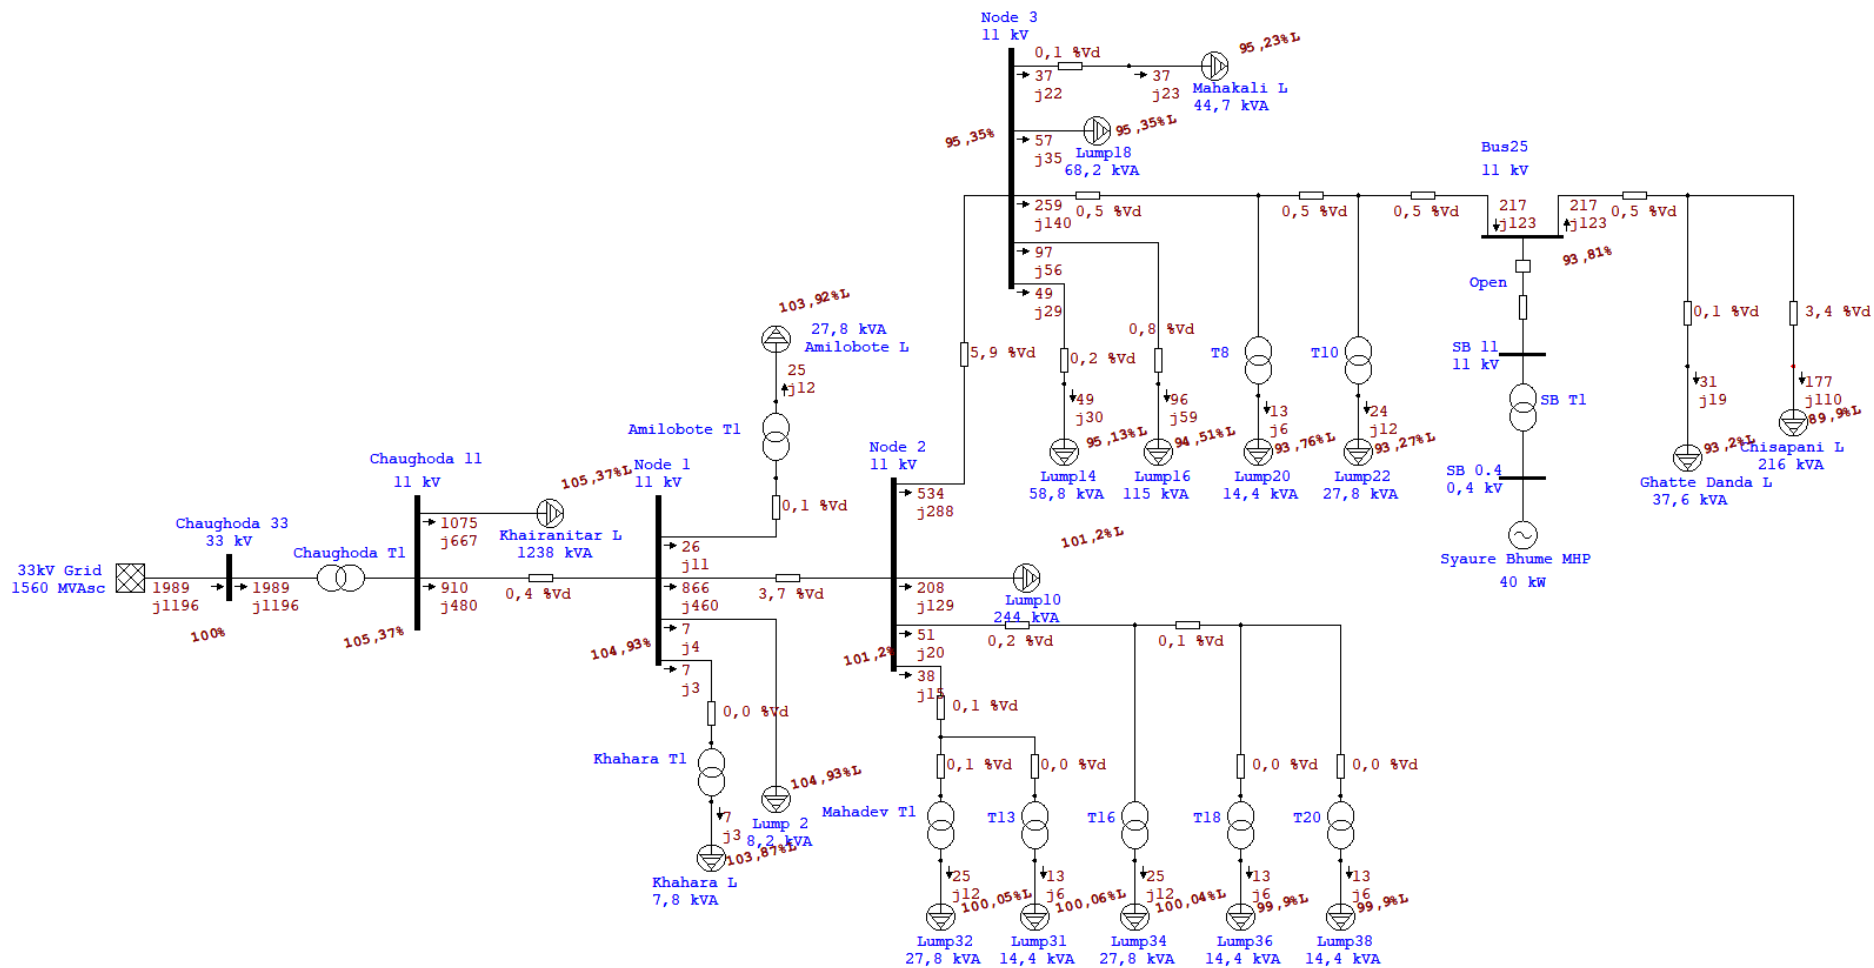 Node 3
11 kV
0,1 %Vd
37
j22
37
j23
95,23%L
Mahakali L
44,7 kVA
95,35%
57
j35
95,35%L
Lump18
68,2 kVA
259
j140
0,5 %Vd
0,5 %Vd
0,5 %Vd
Bus25
11 kV
217
j123
217
j123
0,5 %Vd
93,81%
97
j56
49
j29
Open
103,92%L
27,8 kVA
Amilobote L
25
j12
5,9 %Vd
0,2 %Vd
0,8 %Vd
T8
T10
0,1 %Vd
3,4 %Vd
SB 11
11 kV
SB T1
49
j30
95,13%L
Lump14
58,8 kVA
96
j59
94,51%L
Lump16
115 kVA
13
j6
93,76%L
Lump20
14,4 kVA
24
j12
93,27%L
Lump22
27,8 kVA
31
j19
93,2%L
Ghatte Danda L
37,6 kVA
177
j110
89,9%L
Chisapani L
216 kVA
SB 0.4
0,4 kV
Syaure Bhume MHP
40 kW
Amilobote T1
0,1 %Vd
Chaughoda 11
11 kV
105,37%L
Khairanitar L
1238 kVA
1075
j667
Node 1
11 kV
26
j11
Node 2
11 kV
534
j288
101,2%L
Chaughoda 33
33 kV
Chaughoda T1
33kV Grid
1560 MVAsc
1989
j1196
1989
j1196
100%
105,37%
910
j480
0,4 %Vd
866
j460
3,7 %Vd
208
j129
Lump10
244 kVA
104,93%
7
j4
7
j3
101,2%
51
j20
38
j15
0,2 %Vd
0,1 %Vd
0,0 %Vd
0,1 %Vd
Khahara T1
104,93%L
Lump 2
8,2 kVA
7
j3
103,87%L
Khahara L
7,8 kVA
0,1 %Vd
0,0 %Vd
0,0 %Vd
0,0 %Vd
Mahadev T1
T13
T16
T18
T20
25
j12
100,05%L
Lump32
27,8 kVA
13
j6
100,06%L
Lump31
14,4 kVA
25
j12
100,04%L
Lump34
27,8 kVA
13
j6
99,9%L
Lump36
14,4 kVA
13
j6
99,9%L
Lump38
14,4 kVA